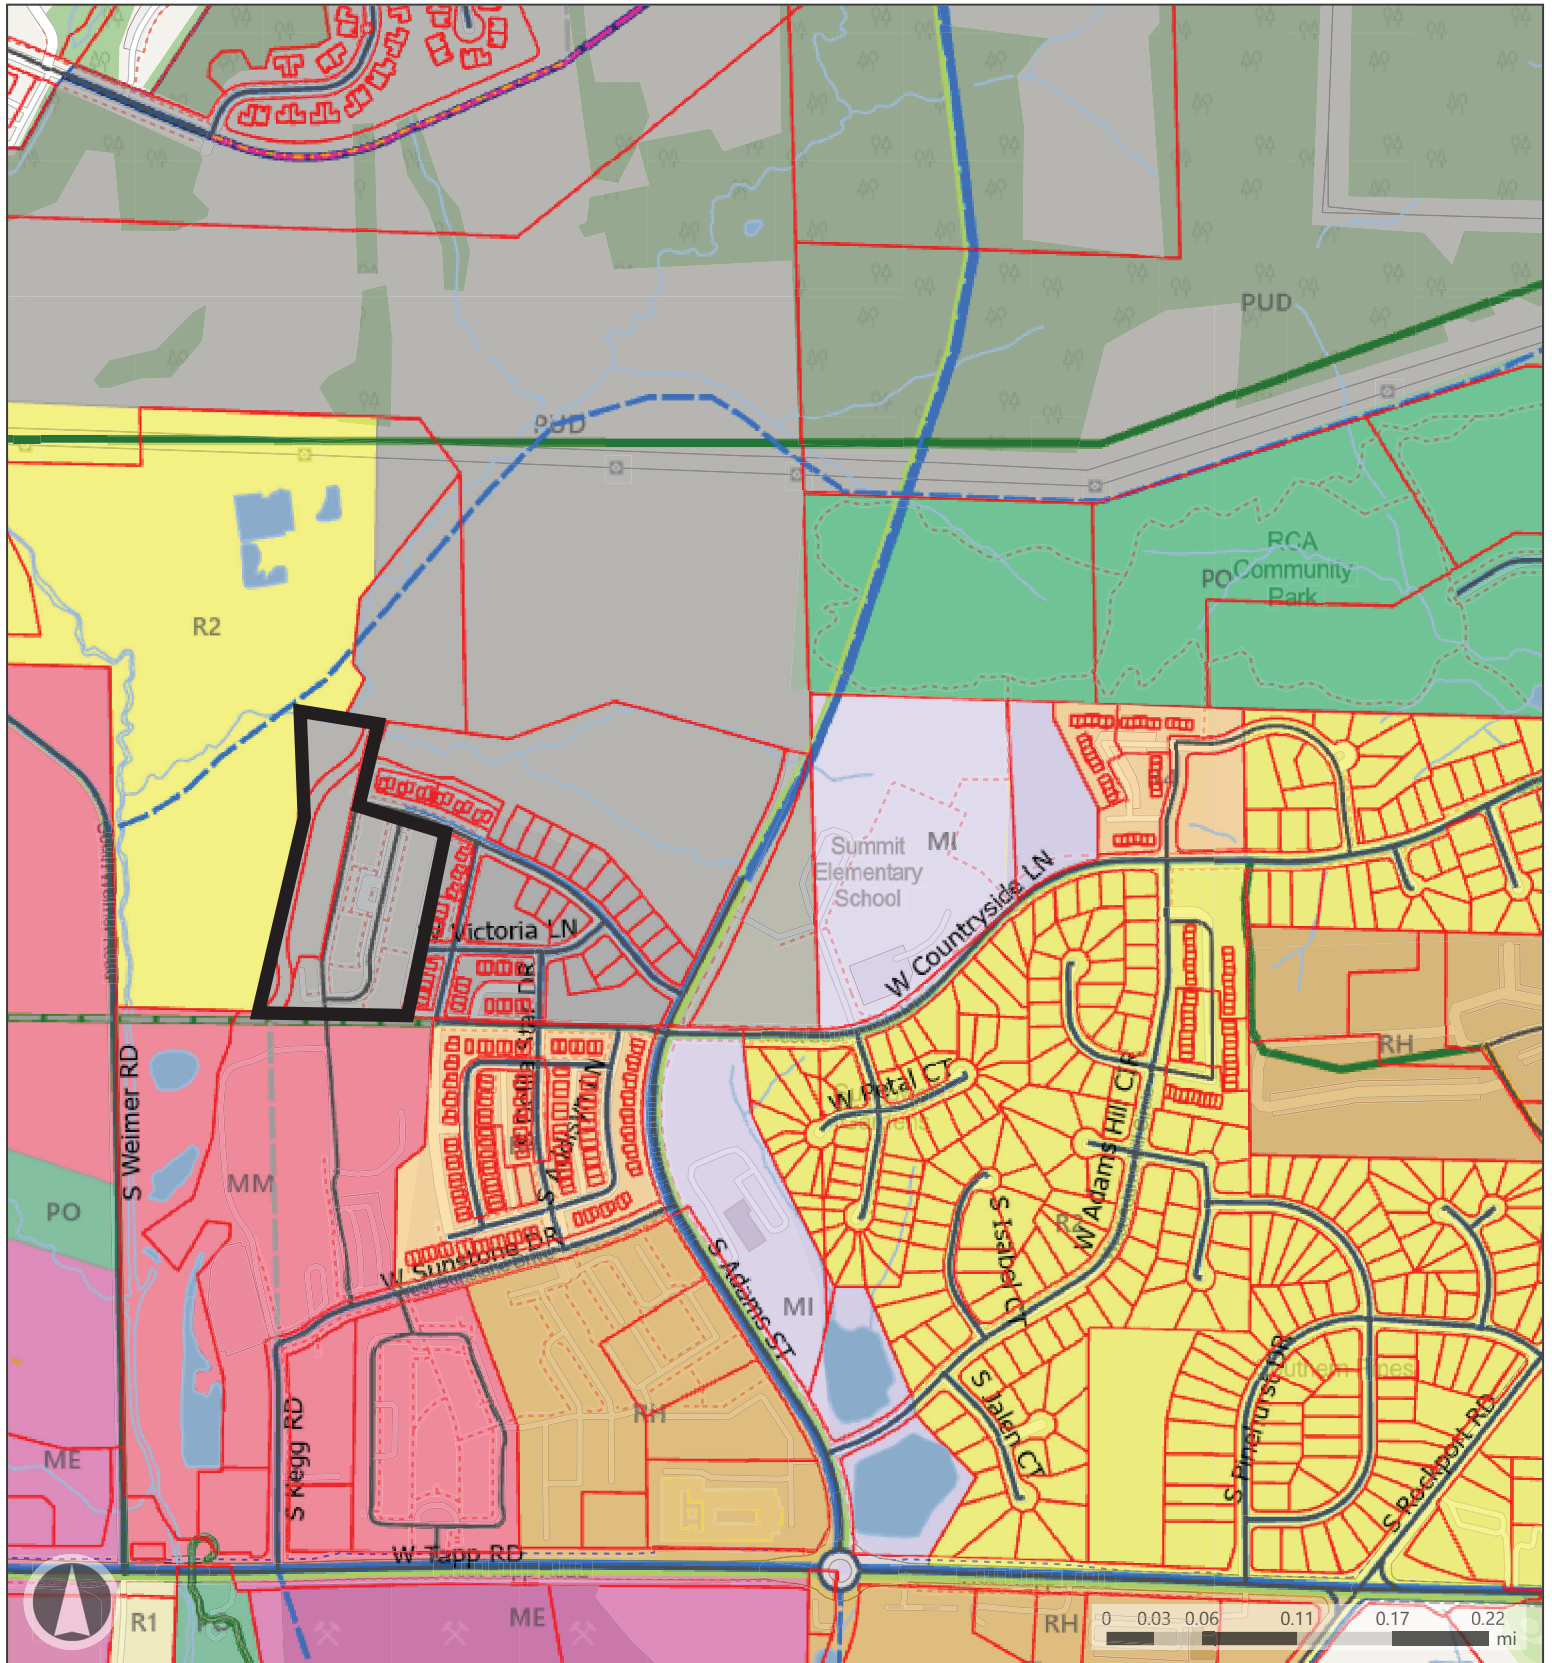 PUD
PUD
RCA
Community
Park
PO
R2
Summit
Elementary
School
MI
W Countryside LN
Victoria LN
W Petal CT
RH
S Weimer RD
MM
PO
W Adams Hill CIR
R2
S Isabel CT
W Sunstone DR
S Adams ST
MI
S Jalen CT
S Pinehurst DR
S Rockport RD
RH
ME
S Kegg RD
W Tapp RD
R1
PO
ME
RH
0 0.03 0.06 0.11 0.17 0.22
mi